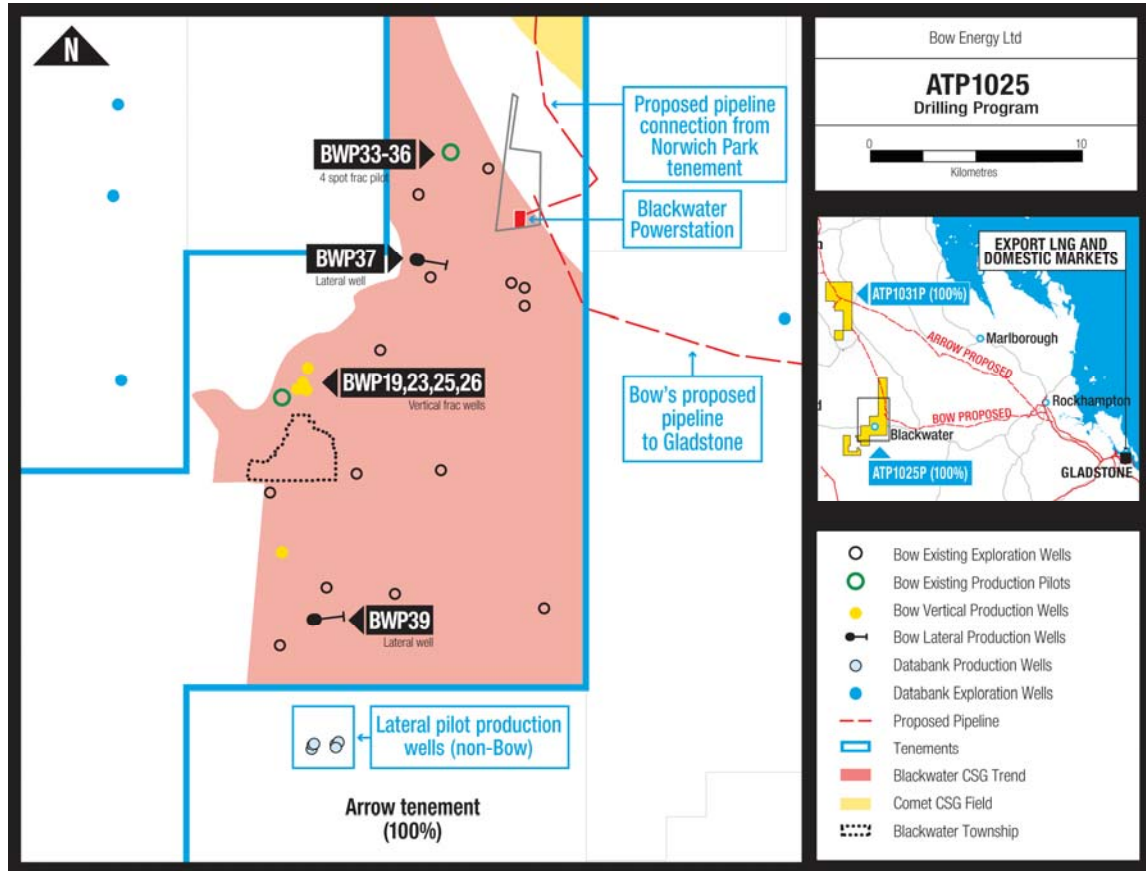 N
BWP33-36
4 spot frac pilot
BWP37
Lateral well
BWP19,23,25,26
Vertical frac wells
BWP39
Lateral well
Proposed pipeline
connection from
Norwich Park
tenement
Blackwater
Powerstation
Bow's proposed
pipeline
to Gladstone
Lateral pilot production
wells (non-Bow)
Arrow tenement
(100%)
Bow Energy Ltd
ATP1025
Drilling Program
0 10
Kilometres
EXPORT LNG AND
DOMESTIC MARKETS
ATP1031P (100%)
Marlborough
ARROW PROPOSED
Rockhampton
BOW PROPOSED
Blackwater
ATP1025P (100%)
GLADSTONE
Bow Existing Exploration Wells
Bow Existing Production Pilots
Bow Vertical Production Wells
Bow Lateral Production Wells
Databank Production Wells
Databank Exploration Wells
Proposed Pipeline
Tenements
Blackwater CSG Trend
Comet CSG Field
Blackwater Township